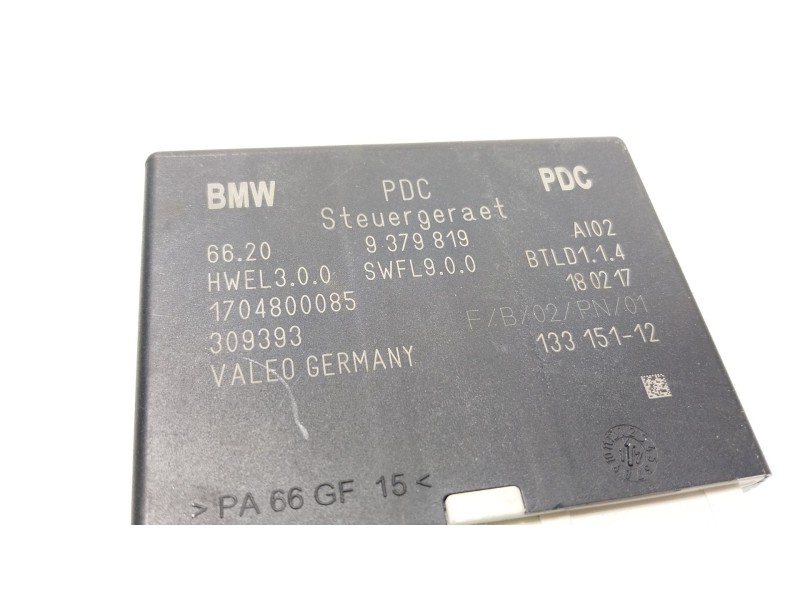 BMW PDC PDC
Steuergeraet
66.20 9 379 819 AI02
HWEL3.0.0 SWFL9.0.0 BTLD1.1.4
1704800085 18 02 17
309393 F/B/02/PN/01
VALEO GERMANY 133 151-12
>PA 66 GF 15<